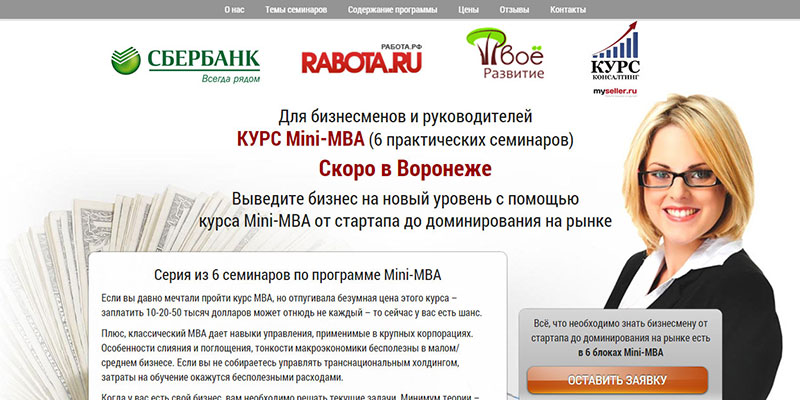 О нас Темы семинаров Содержание программы Цены Отзывы Контакты
СБЕРБАНК
Всегда рядом
РАБОТА.РФ
RABOTA.RU
Твоё
Развитие
КУРС
КОНСАЛТИНГ
myseller.ru
Для бизнесменов и руководителей
КУРС Mini-MBA (6 практических семинаров)
Скоро в Воронеже
Выведите бизнес на новый уровень с помощью
курса Mini-MBA от стартапа до доминирования на рынке
Серия из 6 семинаров по программе Mini-MBA
Если вы давно мечтали пройти курс MBA, но отпугивала безумная цена этого курса –
заплатить 10-20-50 тысяч долларов может отнюдь не каждый – то сейчас у вас есть шанс.
Плюс, классический MBA дает навыки управления, применимые в крупных корпорациях.
Особенности слияния и поглощения, тонкости макроэкономики бесполезны в малом/
среднем бизнесе. Если вы не собираетесь управлять транснациональным холдингом,
затраты на обучение окажутся бесполезными расходами.
Когда у вас есть свой бизнес, вам необходимо решать текущие задачи. Минимум теории –
Всё, что необходимо знать бизнесмену от
стартапа до доминирования на рынке есть
в 6 блоках Mini-MBA
ОСТАВИТЬ ЗАЯВКУ